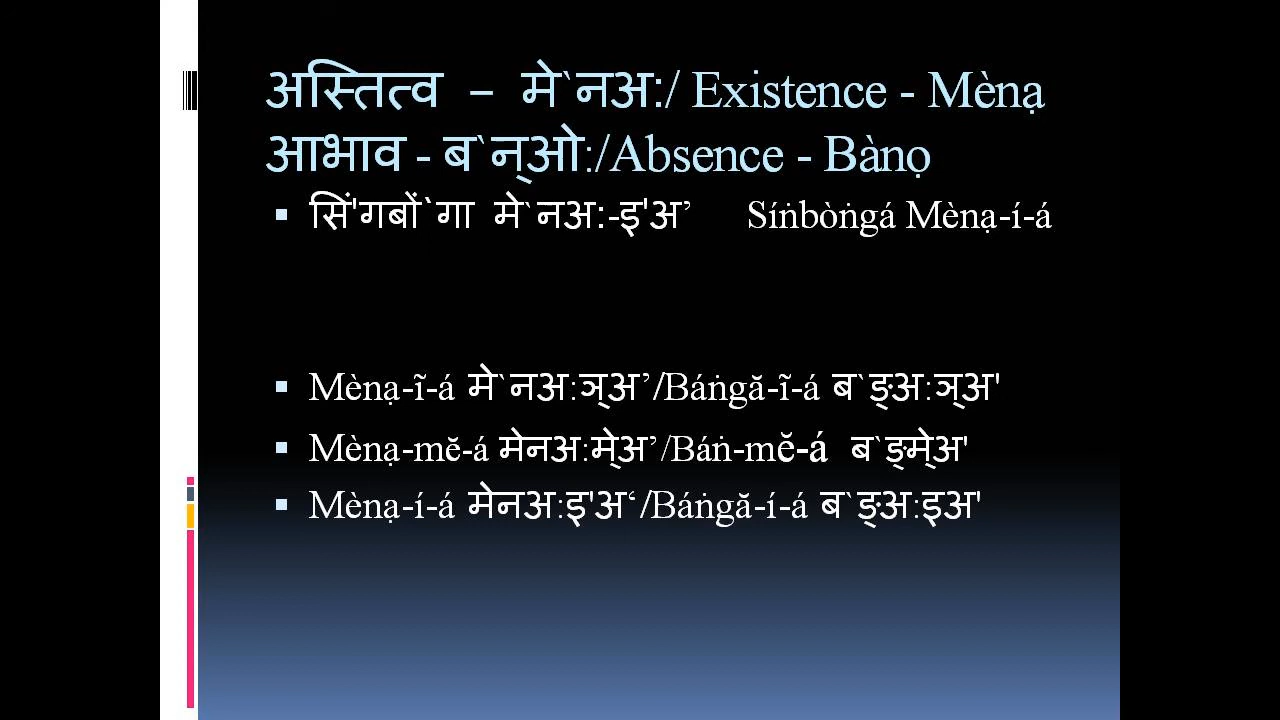 अस्तित्व – मे`नअ:/ Existence - Mènạ
आभाव - ब`न्ओ:/Absence - Bànọ
सिं'गबों`गा मे`नअ:-इ'अ’ Síṅbòṅgá Mènạ-í-á
Mènạ-ĩ-á मे`नअ:ञ्अ’/Báṅgă-ĩ-á ब`ङ्अ:ञ्अ'
Mènạ-mĕ-á मेनअ:मे्अ’/Báṅ-mĕ-á ब`ङ्मे्अ'
Mènạ-í-á मेनअ:इ'अ‘/Báṅgă-í-á ब`ङ्अ:इअ'